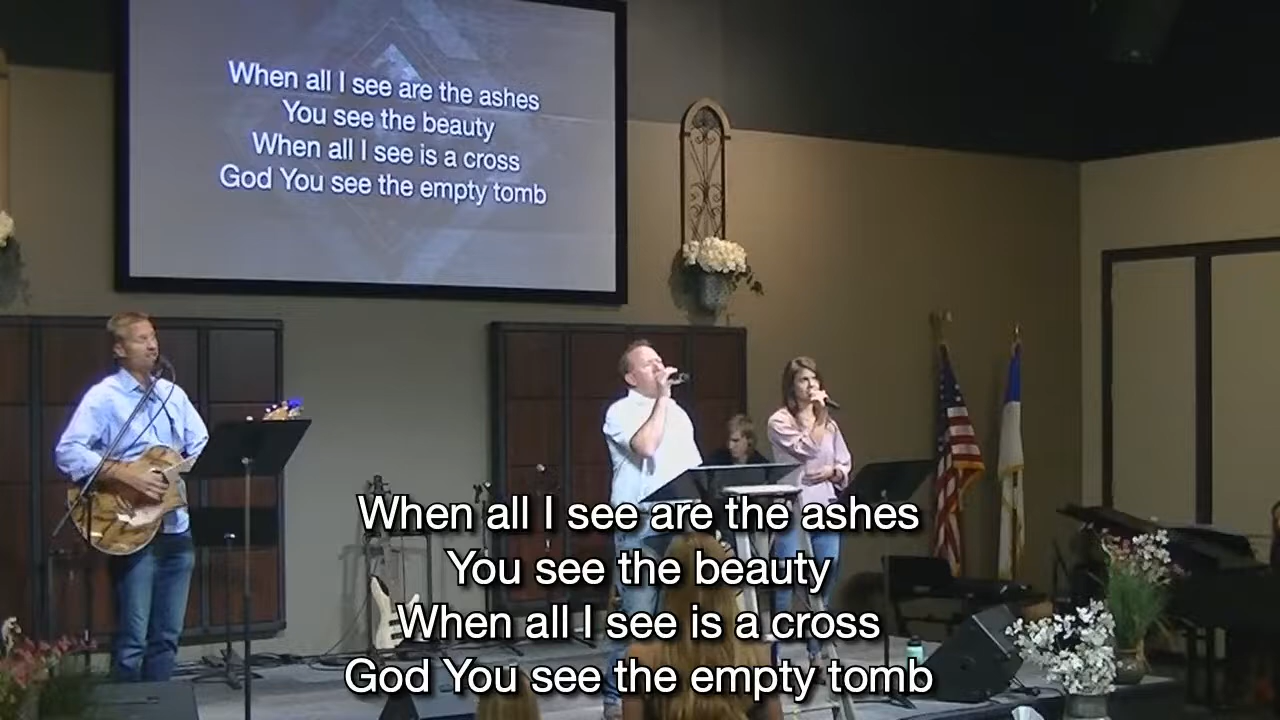 When all I see are the ashes
You see the beauty
When all I see is a cross
God You see the empty tomb
When all I see are the ashes
You see the beauty
When all I see is a cross
God You see the empty tomb